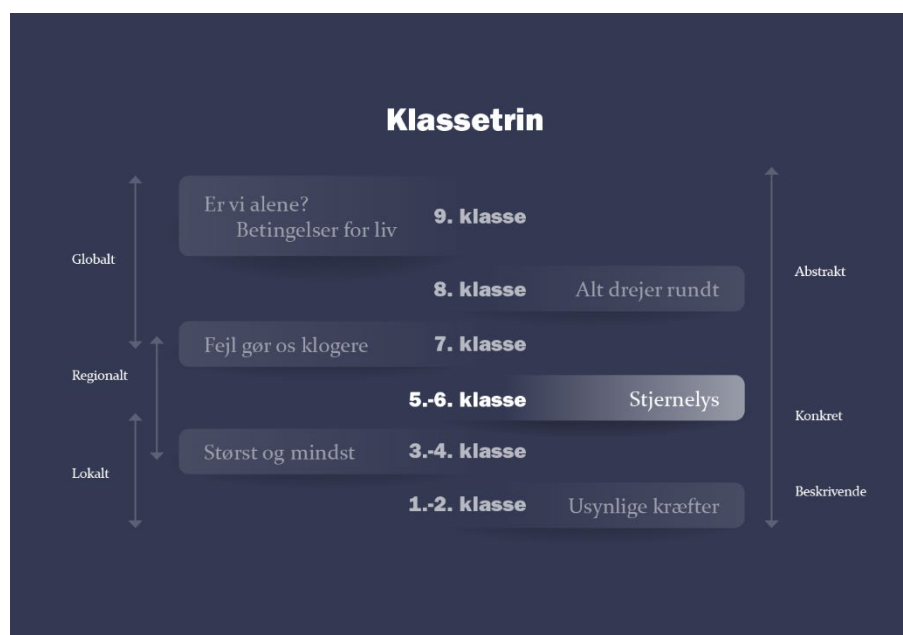 Klassetrin
Er vi alene?
Betingelser for liv
9. klasse
Globalt
Abstrakt
8. klasse
Alt drejer rundt
Fejl gør os klogere
7. klasse
Regionalt
5.-6. klasse
Stjernelys
Konkret
Størst og mindst
3.-4. klasse
Lokalt
Beskrivende
1.-2. klasse
Usynlige kræfter